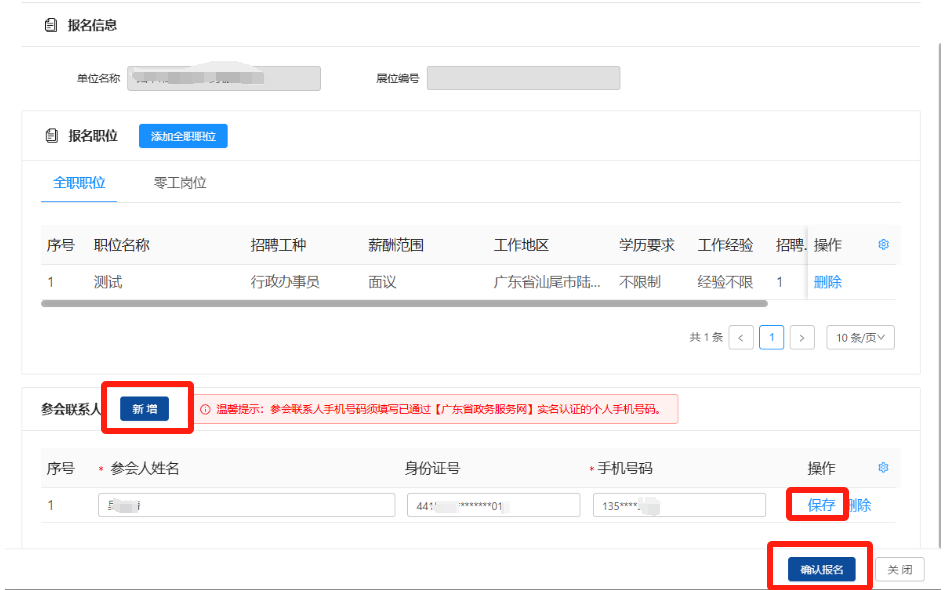 报名信息
单位名称
展位编号
报名职位 添加全职职位
全职职位 零工岗位
序号 职位名称 招聘工种 薪酬范围 工作地区 学历要求 工作经验 招聘. 操作
1 测试 行政办事员 面议 广东省汕尾市陆... 不限制 经验不限 1 删除
共 1 条 < 1 > 10 条/页
参会联系人 新增 温馨提示：参会联系人手机号码须填写已通过【广东省政务服务网】实名认证的个人手机号码。
序号 * 参会人姓名 身份证号 * 手机号码 操作
1 441 *******01 135**** 保存 删除
确认报名 关闭